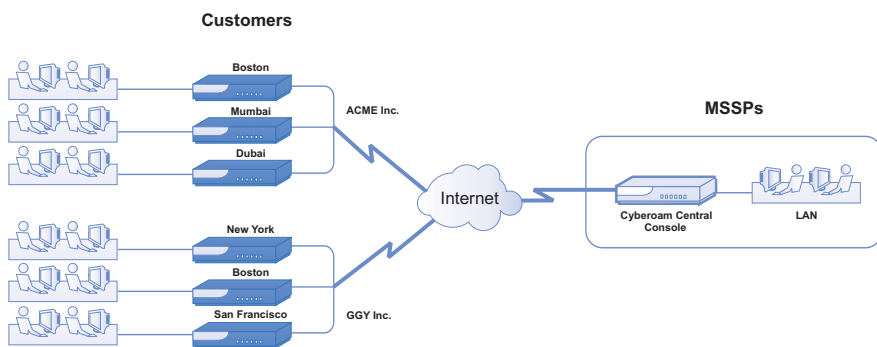 Customers
Boston
Mumbai
Dubai
ACME Inc.
New York
Boston
San Francisco
GGY Inc.
Internet
MSSPs
Cyberoam Central
Console
LAN